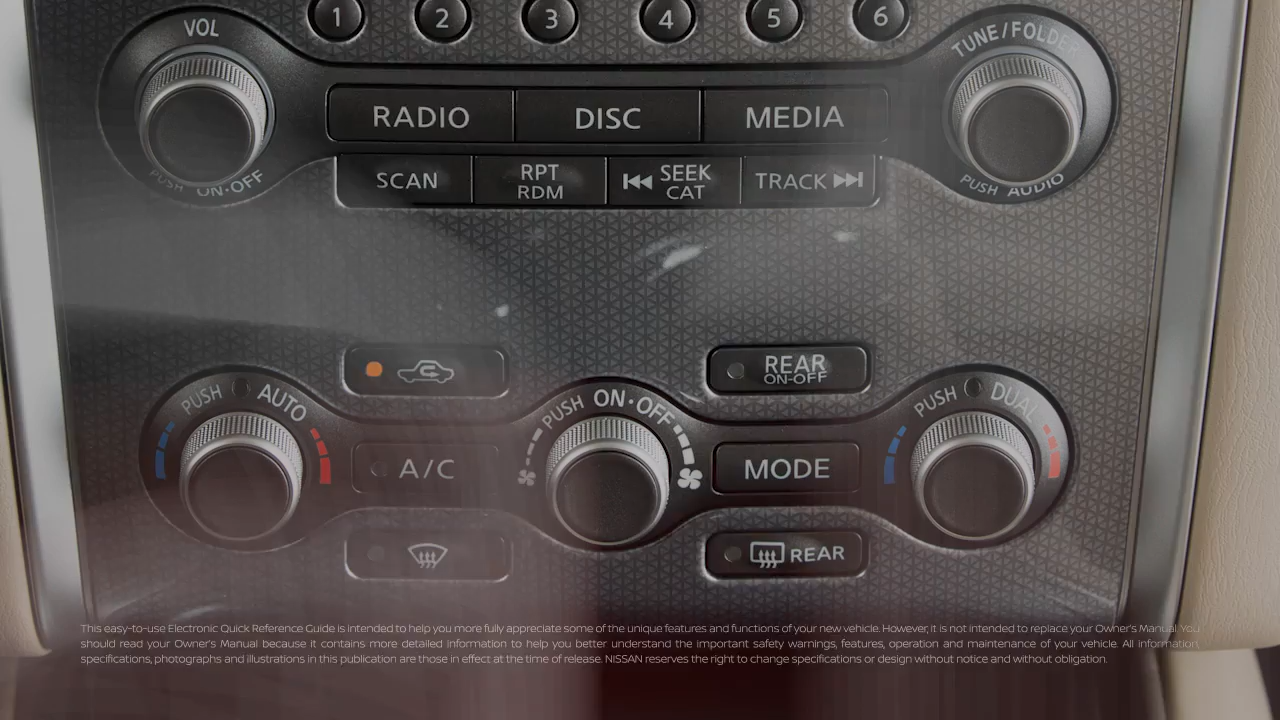 1 2 3 4 5 6
VOL
TUNE/FOLDER
RADIO DISC MEDIA
SCAN RPT RDM SEEK CAT TRACK
PUSH ON·OFF
PUSH AUDIO
REAR ON-OFF
PUSH AUTO
PUSH ON·OFF
PUSH DUAL
A/C
MODE
REAR
This easy-to-use Electronic Quick Reference Guide is intended to help you more fully appreciate some of the unique features and functions of your new vehicle. However, it is not intended to replace your Owner's Manual. You
should read your Owner's Manual because it contains more detailed information to help you better understand the important safety warnings, features, operation and maintenance of your vehicle. All information,
specifications, photographs and illustrations in this publication are those in effect at the time of release. NISSAN reserves the right to change specifications or design without notice and without obligation.